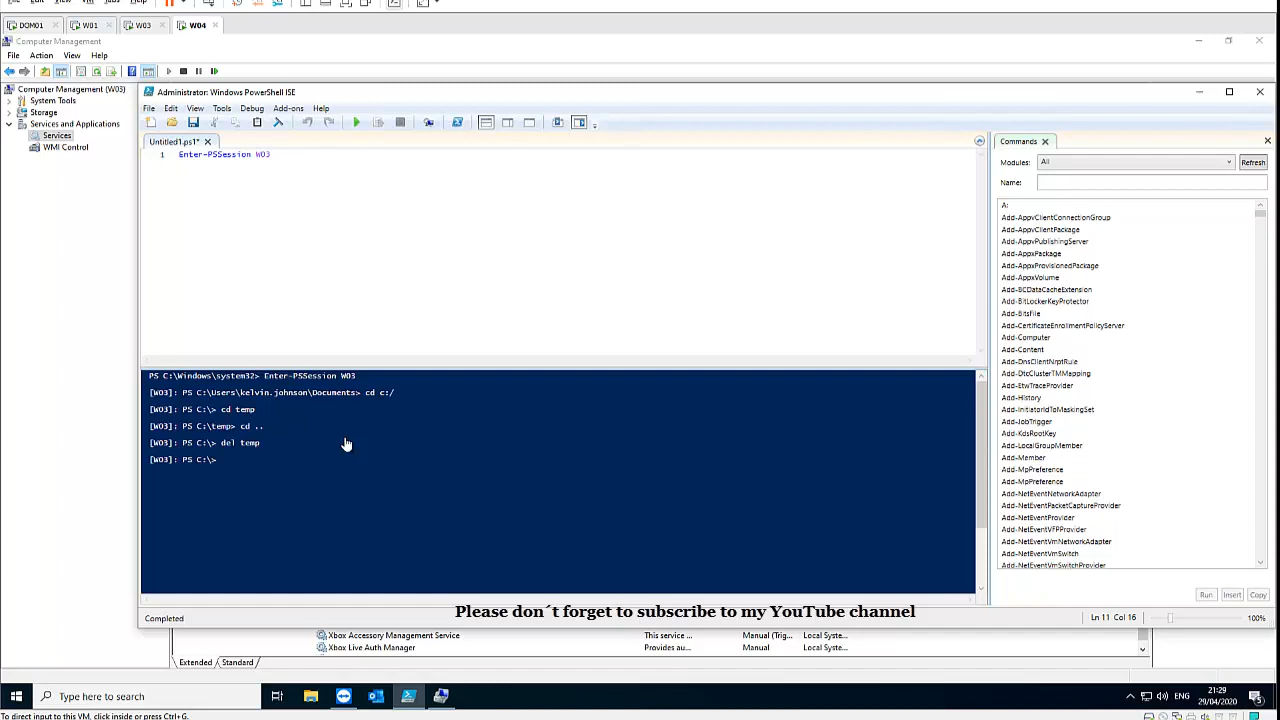 DOM01 W01 W03 W04
Computer Management
File Action View Help
Computer Management (W03)
System Tools
Storage
Services and Applications
Services
WMI Control
Administrator: Windows PowerShell ISE
File Edit View Tools Debug Add-ons Help
Untitled1.ps1*
1 Enter-PSSession W03
PS C:\Windows\system32> Enter-PSSession W03
[W03]: PS C:\Users\kelvin.johnson\Documents> cd c:/
[W03]: PS C:\> cd temp
[W03]: PS C:\temp> cd ..
[W03]: PS C:\> del temp
[W03]: PS C:\>
Commands
Modules: All Refresh
Name:
A:
Add-AppvClientConnectionGroup
Add-AppvClientPackage
Add-AppvPublishingServer
Add-AppxPackage
Add-AppxProvisionedPackage
Add-AppxVolume
Add-BCDataCacheExtension
Add-BitLockerKeyProtector
Add-BitsFile
Add-CertificateEnrollmentPolicyServer
Add-Computer
Add-Content
Add-DnsClientNrptRule
Add-DtcClusterTMMapping
Add-EtwTraceProvider
Add-History
Add-InitiatorIdToMaskingSet
Add-JobTrigger
Add-KdsRootKey
Add-LocalGroupMember
Add-Member
Add-MpPreference
Add-MpPreference
Add-NetEventNetworkAdapter
Add-NetEventPacketCaptureProvider
Add-NetEventProvider
Add-NetEventVFPProvider
Add-NetEventVmNetworkAdapter
Add-NetEventVmSwitch
Add-NetEventVmSwitchProvider
Run Insert Copy
Please don´t forget to subscribe to my YouTube channel
Completed Ln 11 Col 16 100%
Xbox Accessory Management Service This service ... Manual (Trig... Local Syste...
Xbox Live Auth Manager Provides au... Manual Local Syste...
Extended Standard
Type here to search ENG 21:29
29/04/2020 5
To direct input to this VM, click inside or press Ctrl+G.